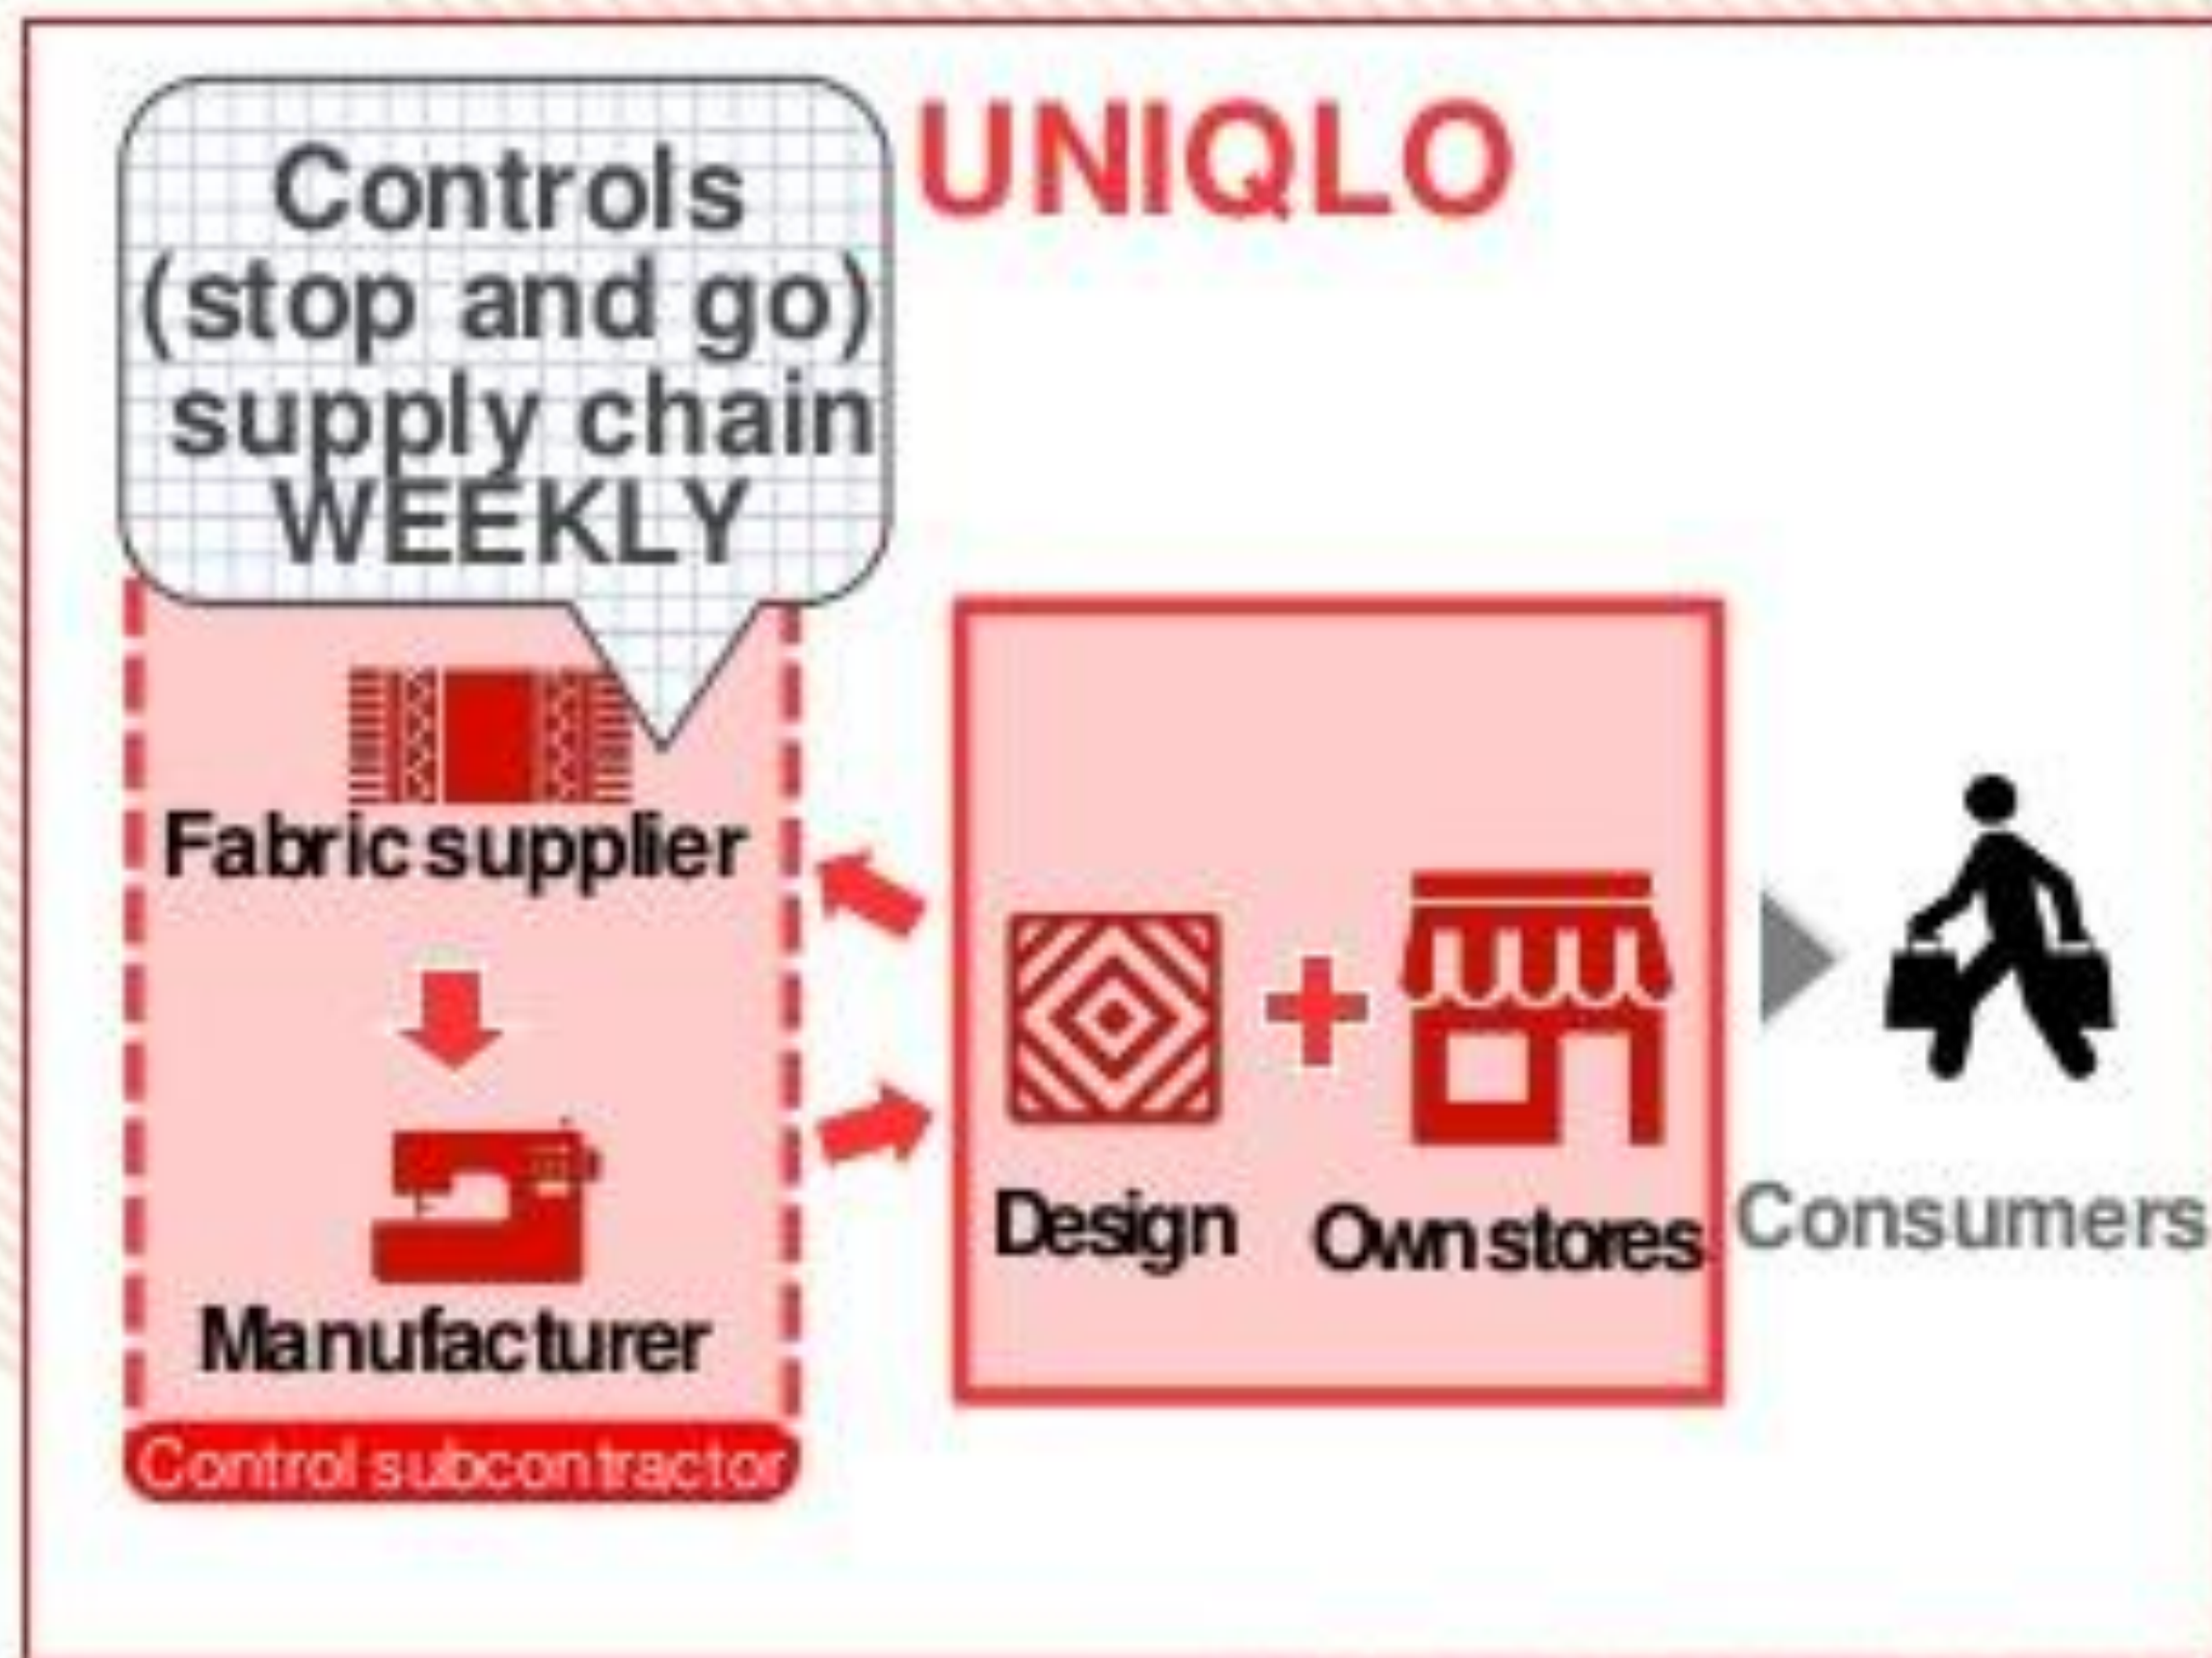 UNIQLO
Controls
(stop and go)
supply chain
WEEKLY
Fabric supplier
Manufacturer
Control subcontractor
Design
Own stores
Consumers